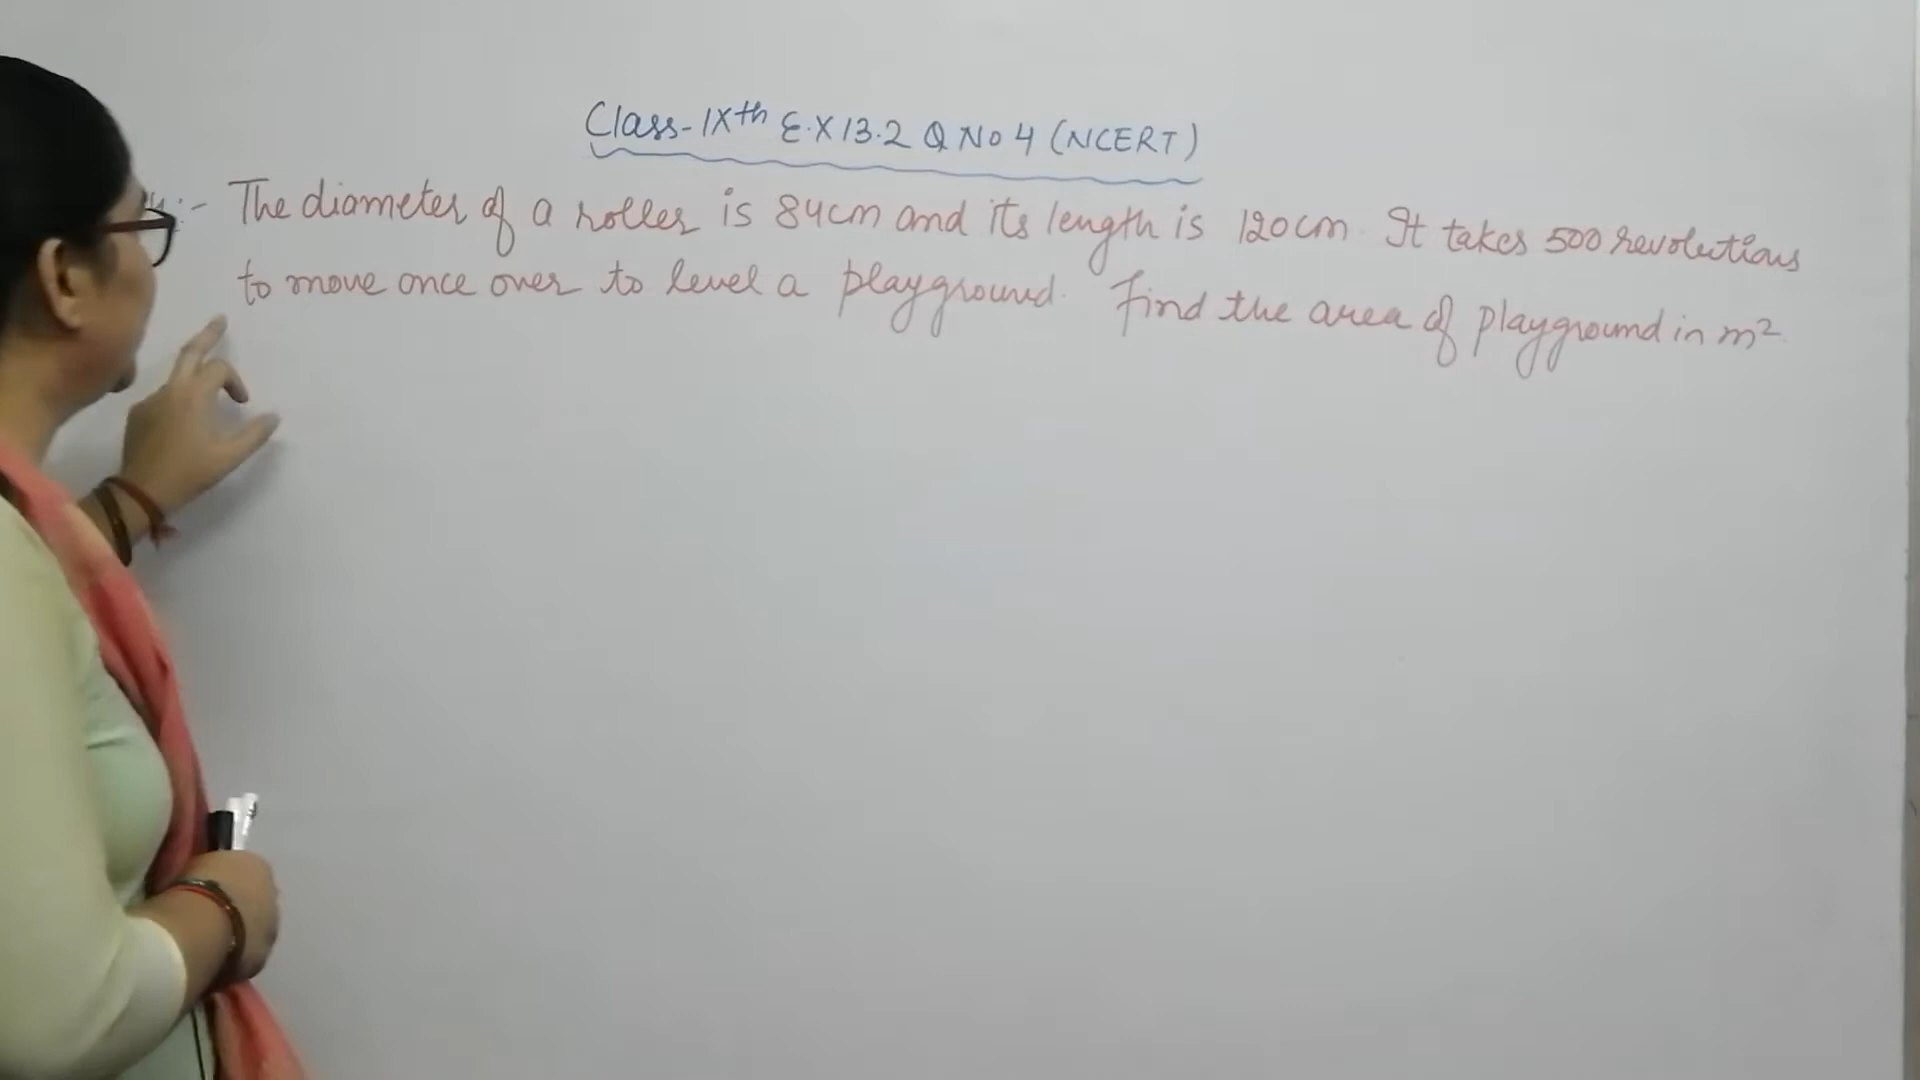 Class-IXth E.X 13.2 Q No 4 (NCERT)
:- The diameter of a roller is 84cm and its length is 120cm. It takes 500 revolutions
to move once over to level a playground. Find the area of playground in m².